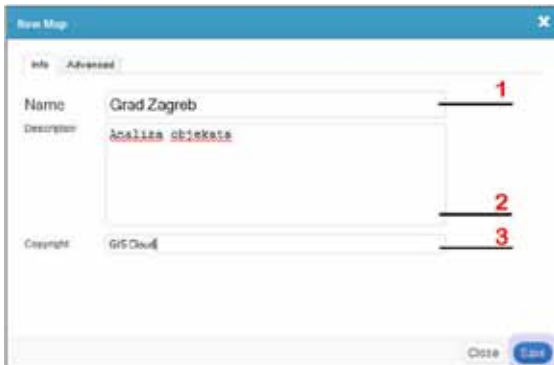 New Map
Info Advanced
Name Grad Zagreb 1
Description Analiza objekata
2
Copyright GIS Cloud 3
Close Save